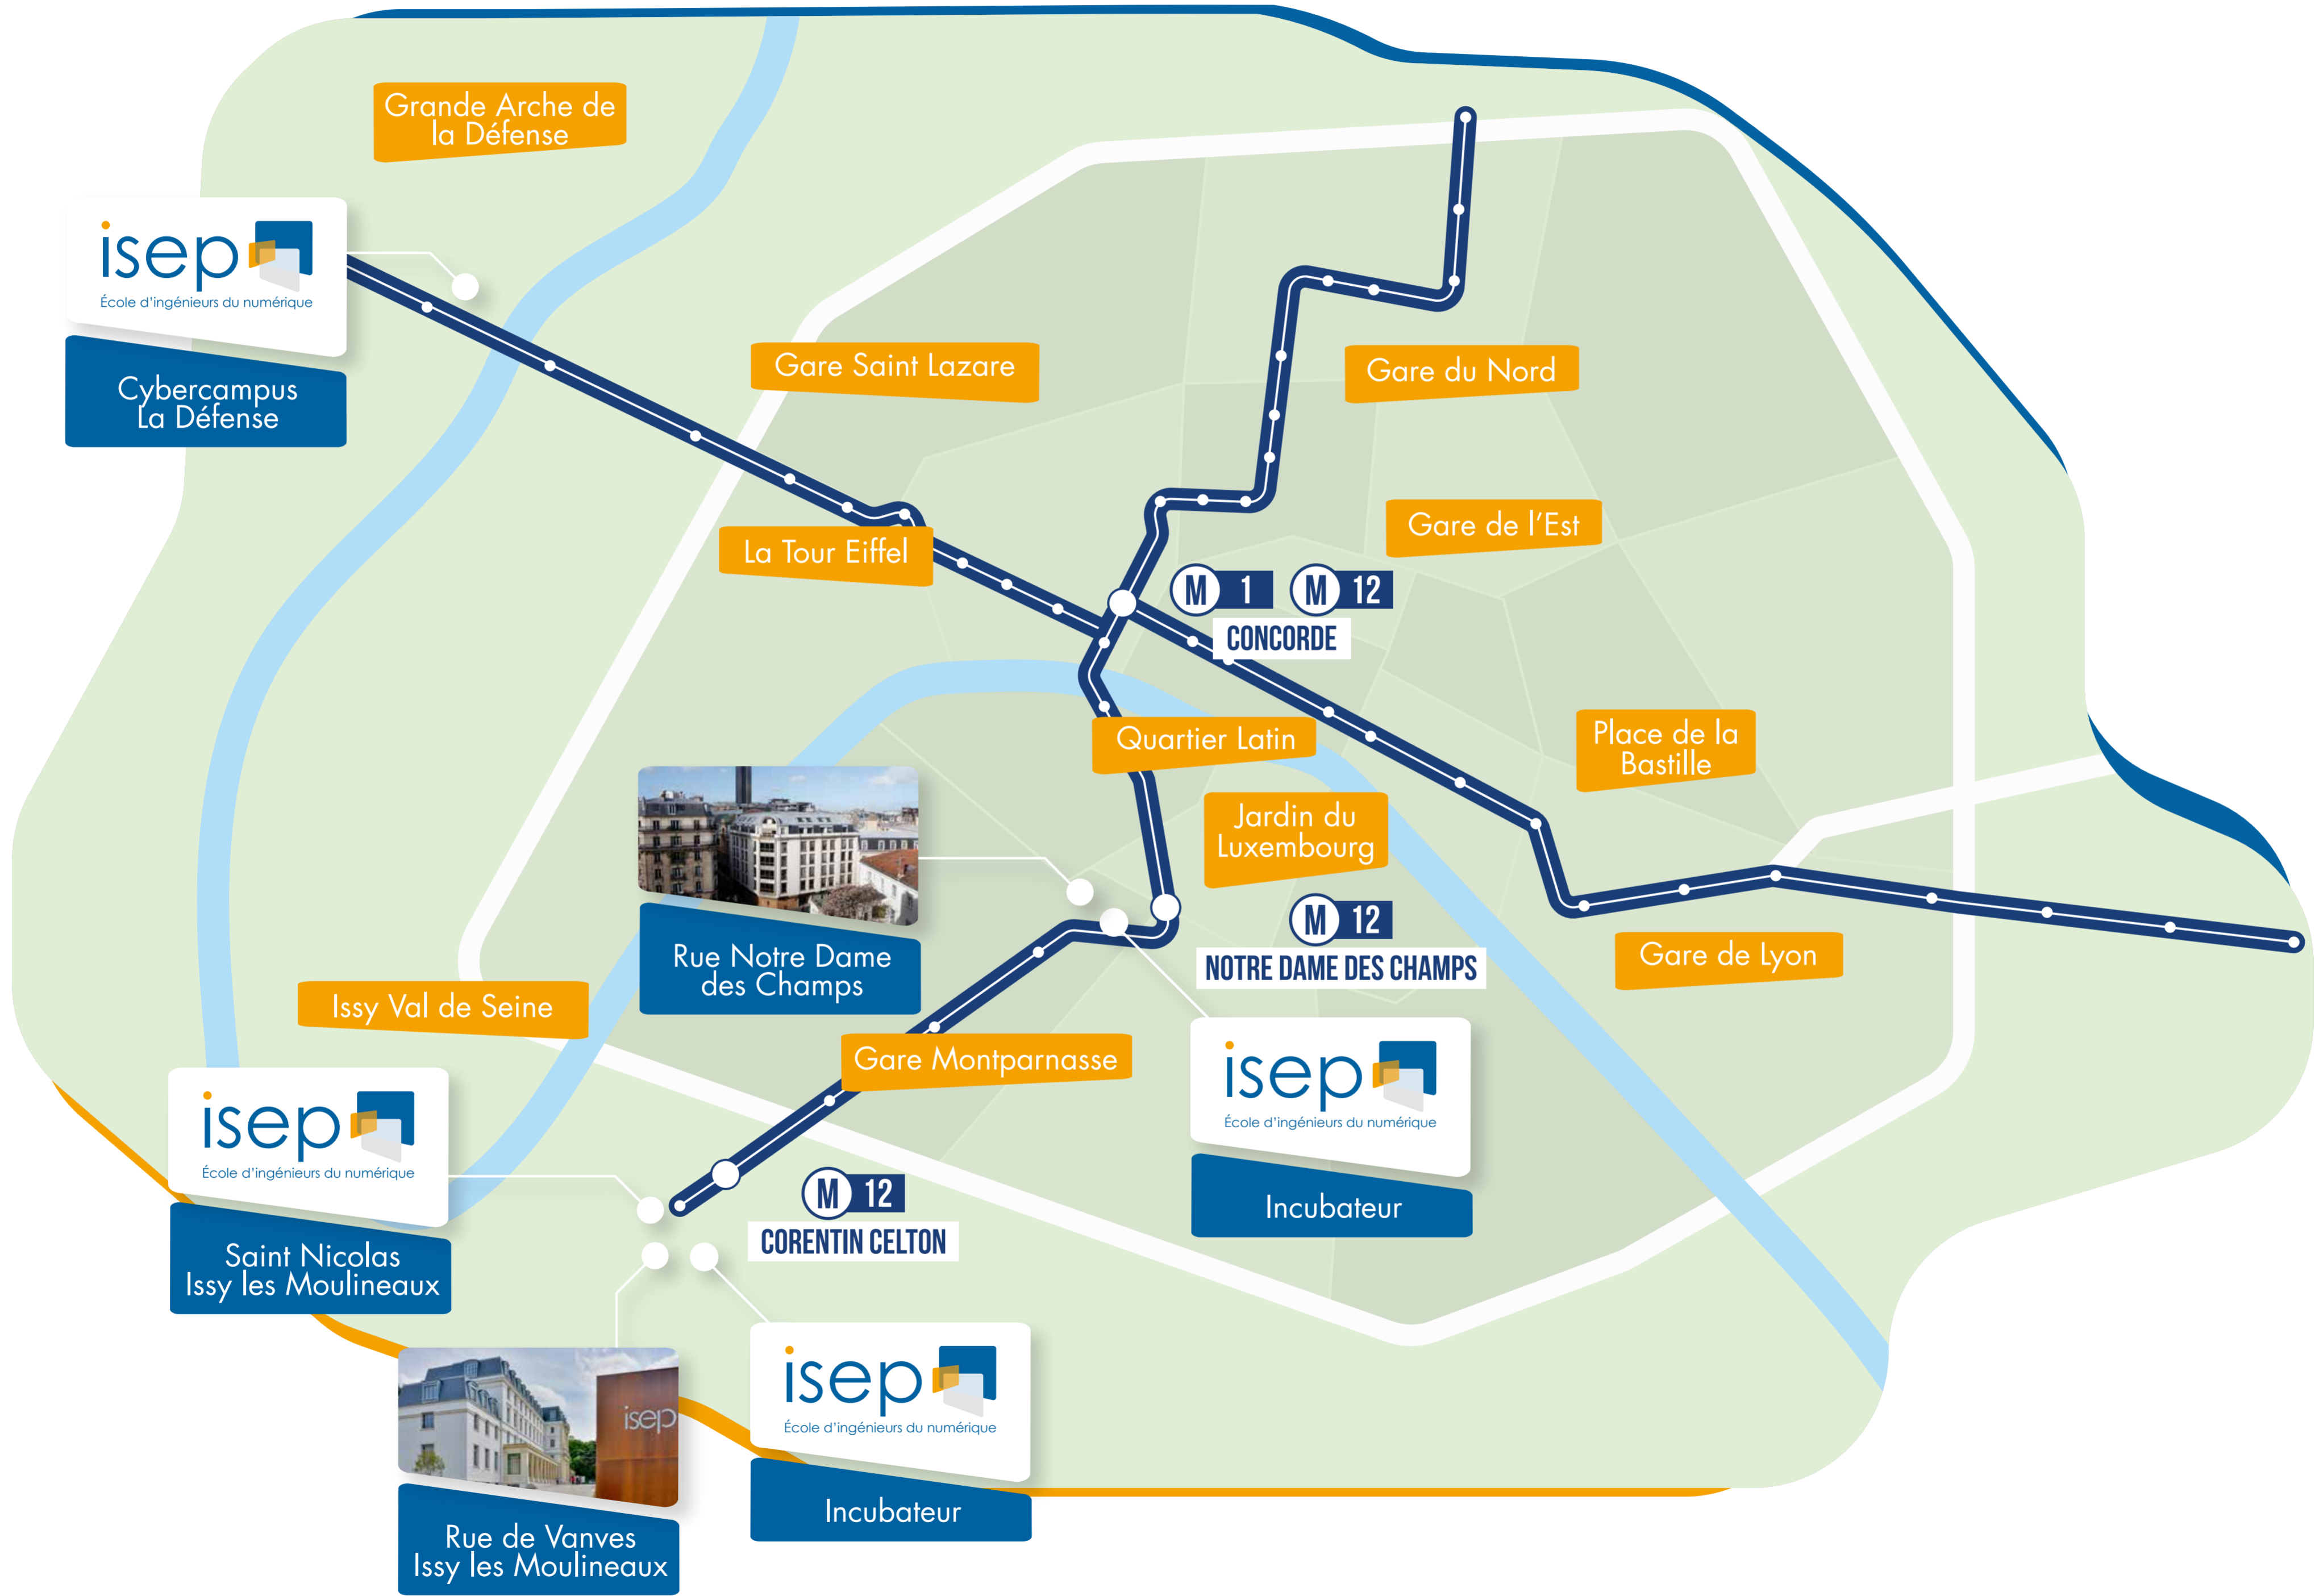 Grande Arche de
la Défense
isep
École d'ingénieurs du numérique
Cybercampus
La Défense
Gare Saint Lazare
Gare du Nord
Gare de l'Est
La Tour Eiffel
M 1 M 12
CONCORDE
Quartier Latin
Place de la
Bastille
Jardin du
Luxembourg
M 12
NOTRE DAME DES CHAMPS
Gare de Lyon
Rue Notre Dame
des Champs
Issy Val de Seine
Gare Montparnasse
isep
École d'ingénieurs du numérique
Incubateur
isep
École d'ingénieurs du numérique
Saint Nicolas
Issy les Moulineaux
M 12
CORENTIN CELTON
isep
Rue de Vanves
Issy les Moulineaux
isep
École d'ingénieurs du numérique
Incubateur